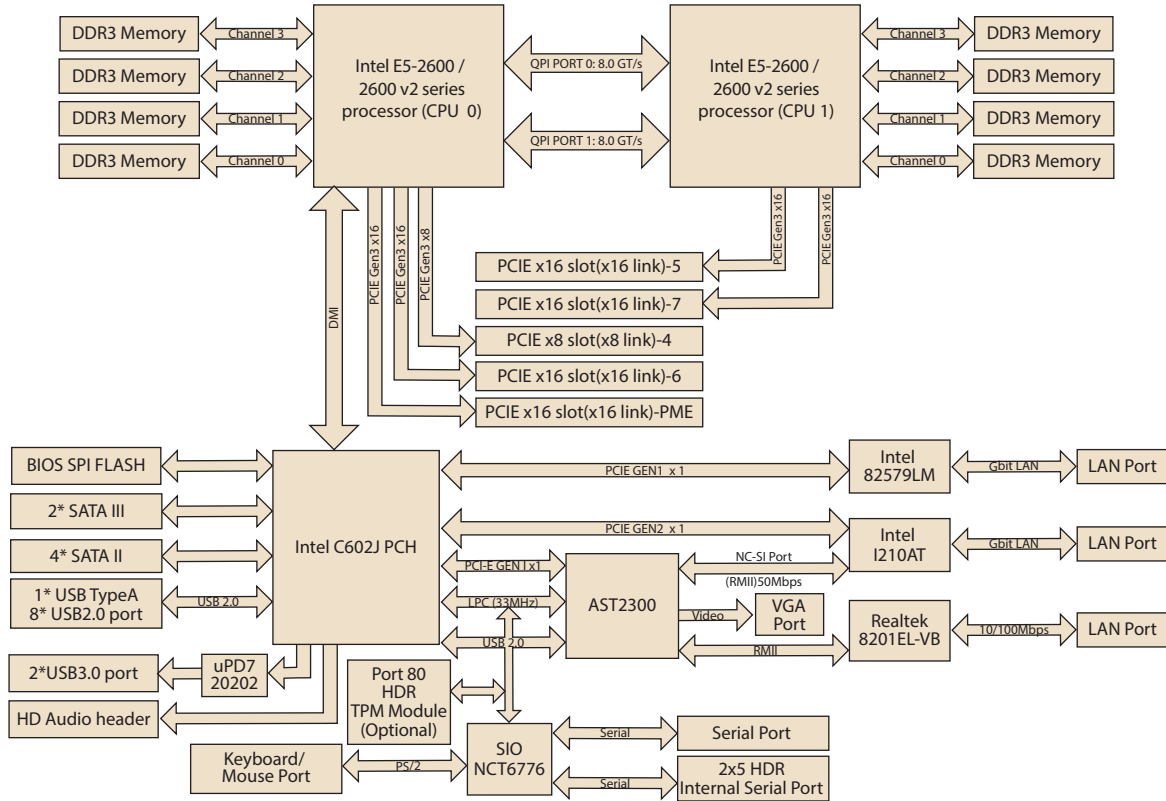 DDR3 Memory
Channel 3
DDR3 Memory
Channel 2
DDR3 Memory
Channel 1
DDR3 Memory
Channel 0
Intel E5-2600 /
2600 v2 series
processor (CPU 0)
QPI PORT 0: 8.0 GT/s
QPI PORT 1: 8.0 GT/s
Intel E5-2600 /
2600 v2 series
processor (CPU 1)
Channel 3
DDR3 Memory
Channel 2
DDR3 Memory
Channel 1
DDR3 Memory
Channel 0
DDR3 Memory
DMI
PCIE Gen3 x16
PCIE Gen3 x16
PCIE Gen3 x8
PCIE Gen3 x16
PCIE Gen3 x16
PCIE x16 slot(x16 link)-5
PCIE x16 slot(x16 link)-7
PCIE x8 slot(x8 link)-4
PCIE x16 slot(x16 link)-6
PCIE x16 slot(x16 link)-PME
BIOS SPI FLASH
2* SATA III
4* SATA II
1* USB TypeA
8* USB2.0 port
USB 2.0
2*USB3.0 port
uPD7
20202
HD Audio header
Intel C602J PCH
PCIE GEN1 x 1
Intel
82579LM
Gbit LAN
LAN Port
PCIE GEN2 x 1
Intel
I210AT
Gbit LAN
LAN Port
PCI-E GEN1x1
LPC (33MHz)
USB 2.0
AST2300
NC-SI Port
(RMII)50Mbps
Video
VGA
Port
RMII
Realtek
8201EL-VB
10/100Mbps
LAN Port
Port 80
HDR
TPM Module
(Optional)
Keyboard/
Mouse Port
PS/2
SIO
NCT6776
Serial
Serial Port
Serial
2x5 HDR
Internal Serial Port